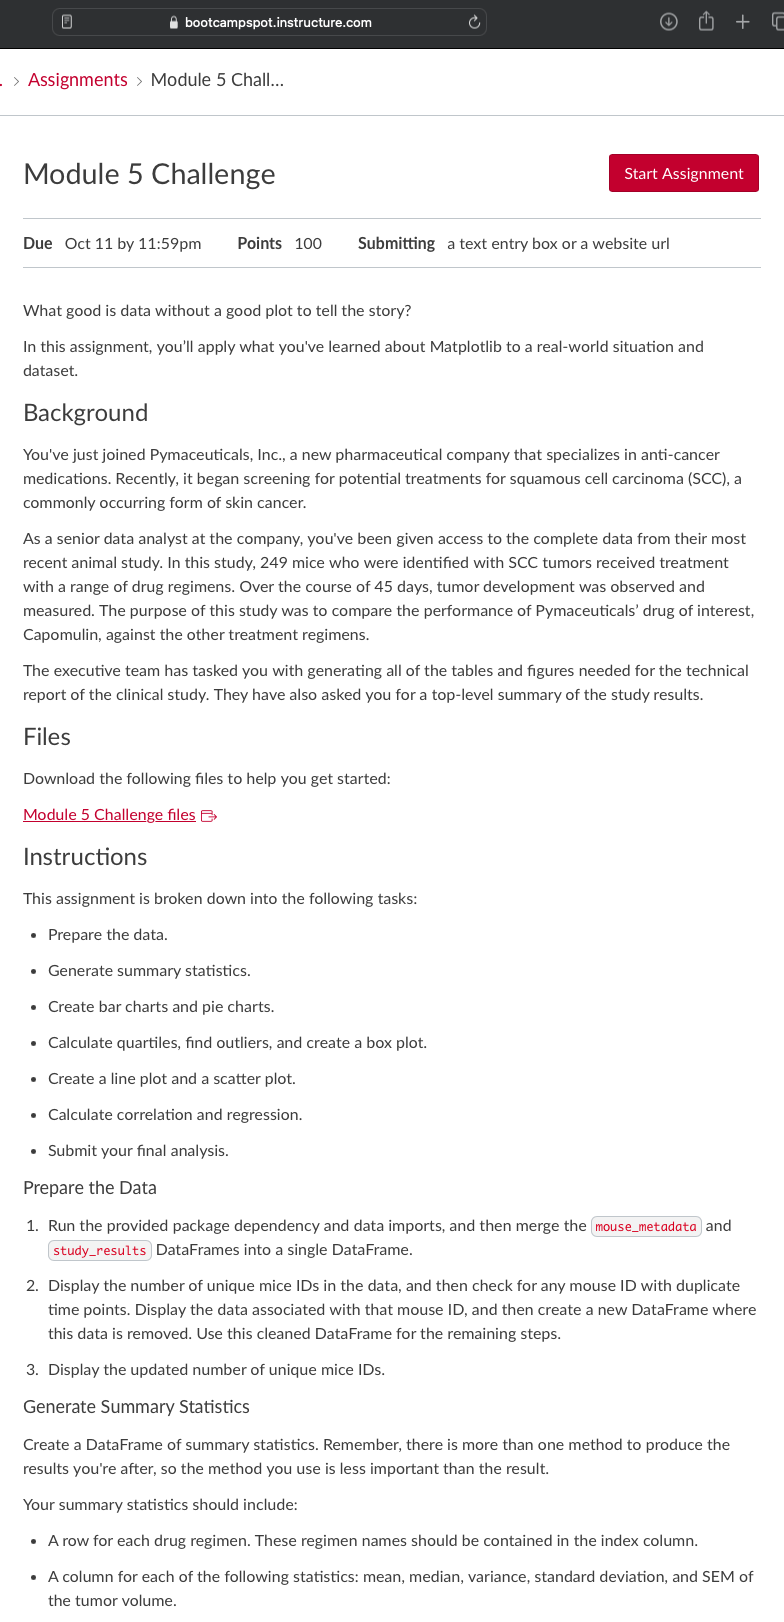 bootcampspot.instructure.com
. > Assignments > Module 5 Chall...
Module 5 Challenge
Start Assignment
Due Oct 11 by 11:59pm Points 100 Submitting a text entry box or a website url
What good is data without a good plot to tell the story?
In this assignment, you’ll apply what you've learned about Matplotlib to a real-world situation and
dataset.
Background
You've just joined Pymaceuticals, Inc., a new pharmaceutical company that specializes in anti-cancer
medications. Recently, it began screening for potential treatments for squamous cell carcinoma (SCC), a
commonly occurring form of skin cancer.
As a senior data analyst at the company, you've been given access to the complete data from their most
recent animal study. In this study, 249 mice who were identified with SCC tumors received treatment
with a range of drug regimens. Over the course of 45 days, tumor development was observed and
measured. The purpose of this study was to compare the performance of Pymaceuticals’ drug of interest,
Capomulin, against the other treatment regimens.
The executive team has tasked you with generating all of the tables and figures needed for the technical
report of the clinical study. They have also asked you for a top-level summary of the study results.
Files
Download the following files to help you get started:
Module 5 Challenge files
Instructions
This assignment is broken down into the following tasks:
• Prepare the data.
• Generate summary statistics.
• Create bar charts and pie charts.
• Calculate quartiles, find outliers, and create a box plot.
• Create a line plot and a scatter plot.
• Calculate correlation and regression.
• Submit your final analysis.
Prepare the Data
1. Run the provided package dependency and data imports, and then merge the mouse_metadata and
study_results DataFrames into a single DataFrame.
2. Display the number of unique mice IDs in the data, and then check for any mouse ID with duplicate
time points. Display the data associated with that mouse ID, and then create a new DataFrame where
this data is removed. Use this cleaned DataFrame for the remaining steps.
3. Display the updated number of unique mice IDs.
Generate Summary Statistics
Create a DataFrame of summary statistics. Remember, there is more than one method to produce the
results you're after, so the method you use is less important than the result.
Your summary statistics should include:
• A row for each drug regimen. These regimen names should be contained in the index column.
• A column for each of the following statistics: mean, median, variance, standard deviation, and SEM of
the tumor volume.